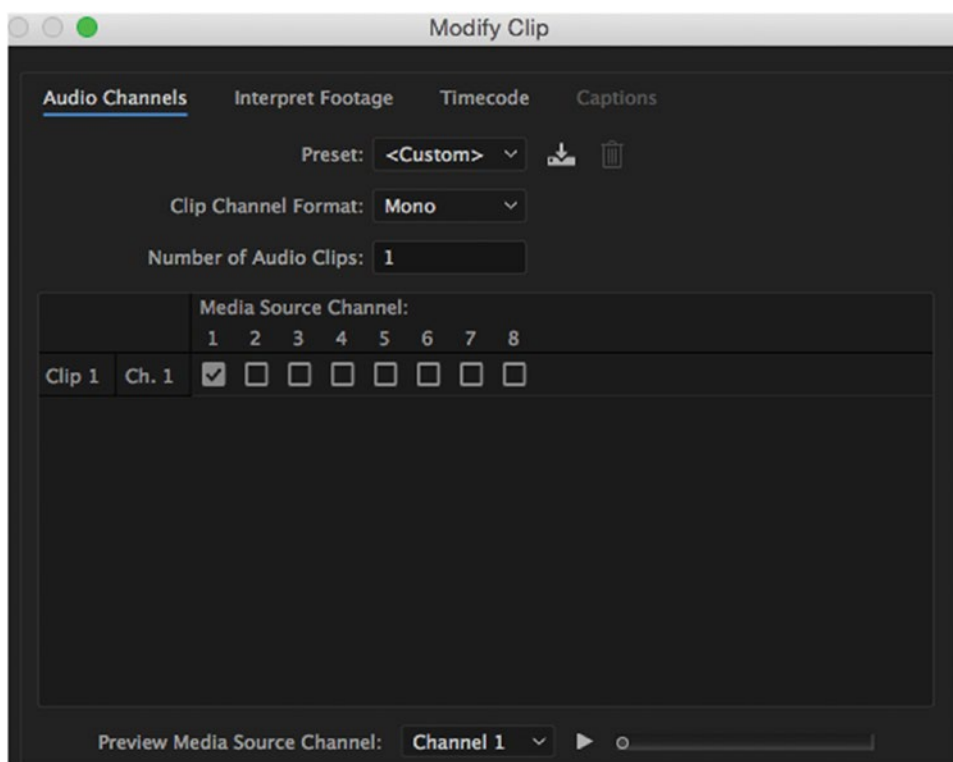 Modify Clip
Audio Channels Interpret Footage Timecode Captions
Preset: <Custom>
Clip Channel Format: Mono
Number of Audio Clips: 1
Media Source Channel:
1 2 3 4 5 6 7 8
Clip 1 Ch. 1
Preview Media Source Channel: Channel 1